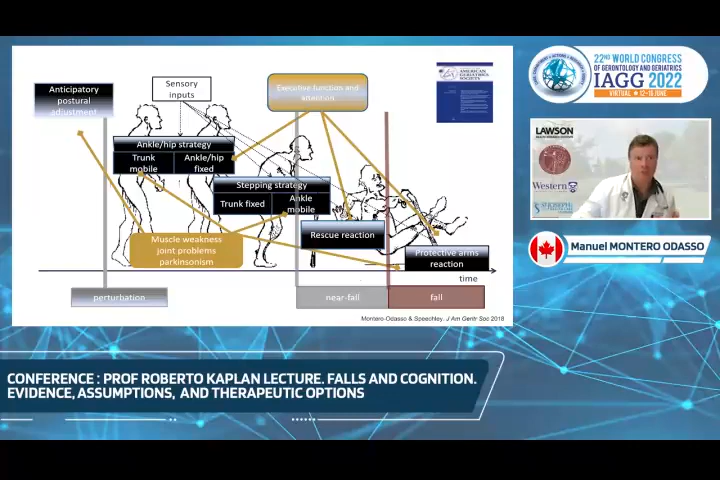 Anticipatory
postural
adjustment
Sensory
inputs
Executive function and
attention
AMERICAN
GERIATRICS
SOCIETY
Ankle/hip strategy
Trunk
mobile
Ankle/hip
fixed
Stepping strategy
Trunk fixed
Ankle
mobile
Rescue reaction
Protective arms
reaction
Muscle weakness
joint problems
parkinsonism
time
perturbation
near-fall
fall
Montero-Odasso & Speechley. J Am Geritr Soc 2018
22ND WORLD CONGRESS
OF GERONTOLOGY AND GERIATRICS
IAGG 2022
VIRTUAL ★ 12-16 JUNE
LAWSON
Western
Manuel MONTERO ODASSO
CONFERENCE : PROF ROBERTO KAPLAN LECTURE. FALLS AND COGNITION.
EVIDENCE, ASSUMPTIONS, AND THERAPEUTIC OPTIONS